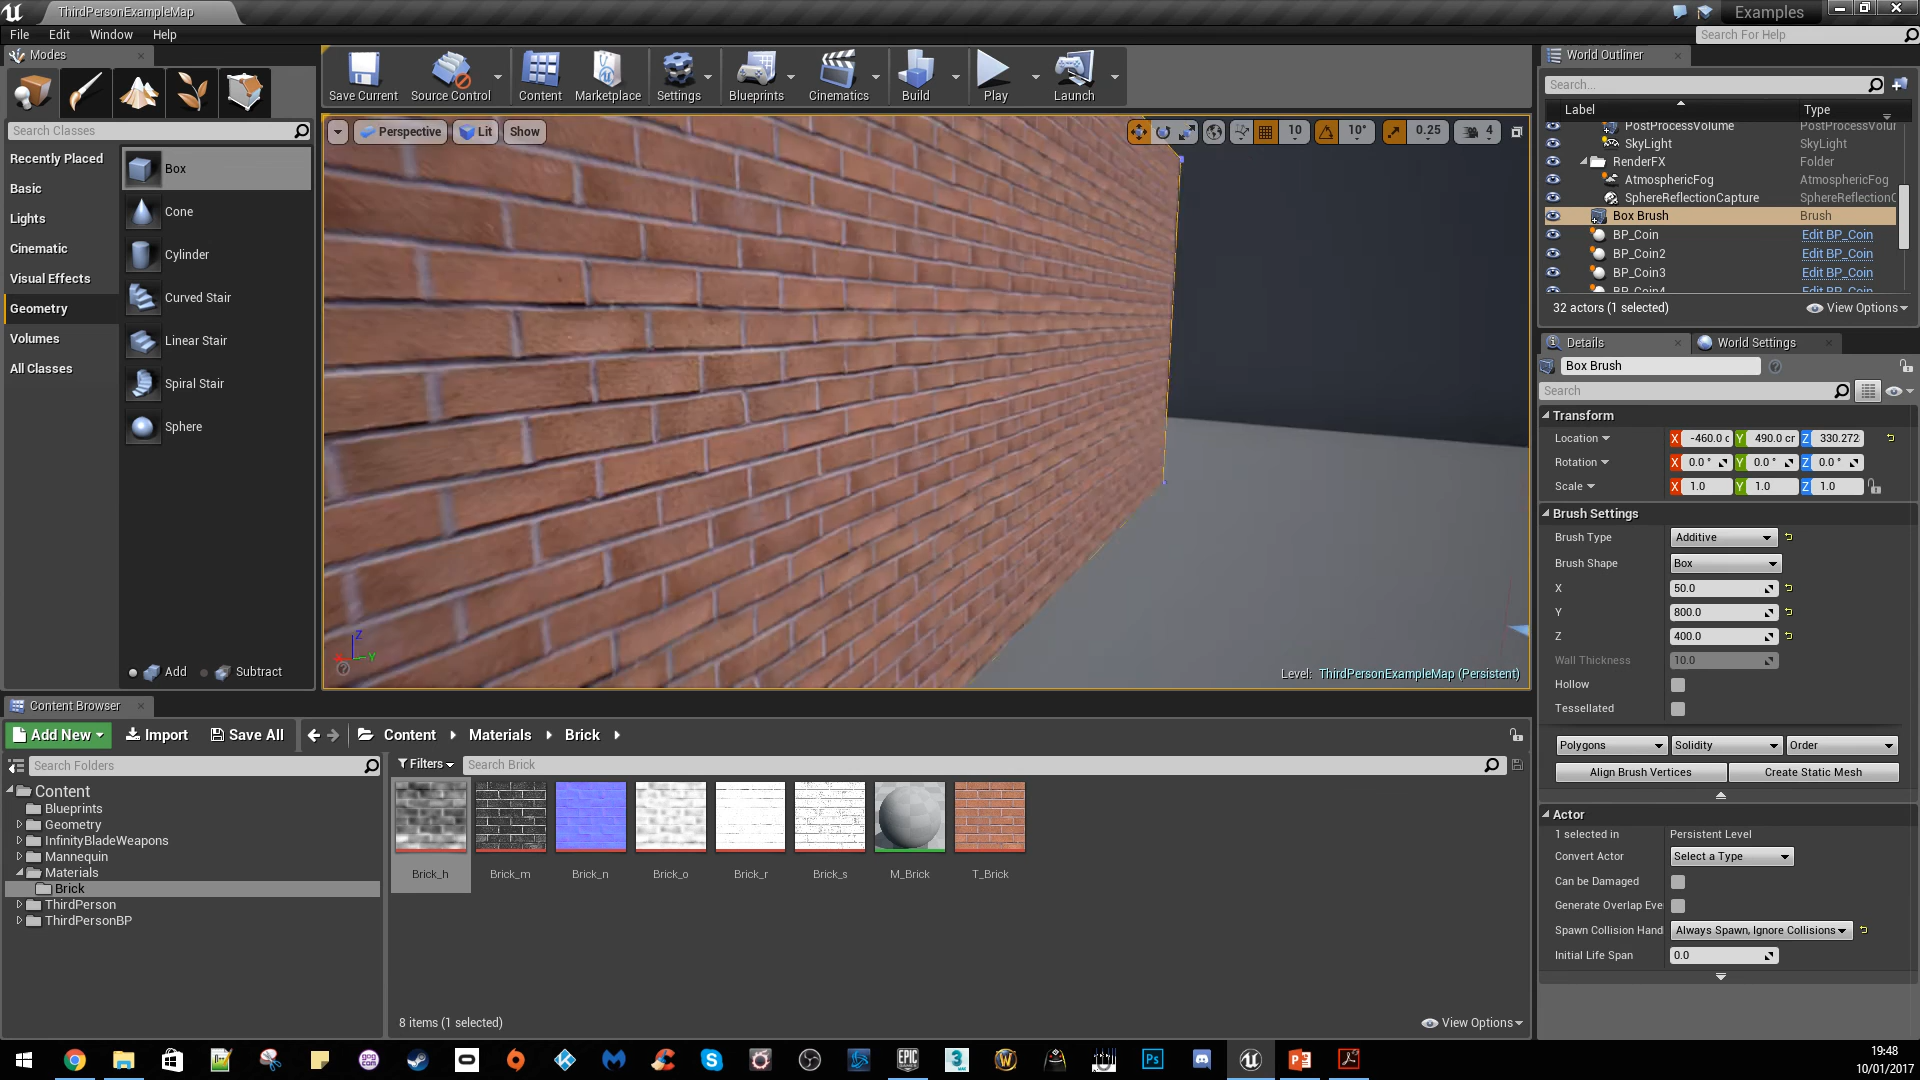 ThirdPersonExampleMap
Examples
File Edit Window Help
Search For Help
Modes
Search Classes
Recently Placed
Basic
Lights
Cinematic
Visual Effects
Geometry
Volumes
All Classes
Box
Cone
Cylinder
Curved Stair
Linear Stair
Spiral Stair
Sphere
Add Subtract
Save Current Source Control Content Marketplace Settings Blueprints Cinematics Build Play Launch
Perspective Lit Show
10 10° 0.25 4
Z
X Y
Level: ThirdPersonExampleMap (Persistent)
World Outliner
Search...
Label Type
PostProcessVolume PostProcessVolur
SkyLight SkyLight
RenderFX Folder
AtmosphericFog AtmosphericFog
SphereReflectionCapture SphereReflectionC
Box Brush Brush
BP_Coin Edit BP_Coin
BP_Coin2 Edit BP_Coin
BP_Coin3 Edit BP_Coin
BP_Coin4 Edit BP_Coin
32 actors (1 selected) View Options
Details World Settings
Box Brush
Search
Transform
Location X -460.0 c Y 490.0 cr Z 330.272
Rotation X 0.0 ° Y 0.0 ° Z 0.0 °
Scale X 1.0 Y 1.0 Z 1.0
Brush Settings
Brush Type Additive
Brush Shape Box
X 50.0
Y 800.0
Z 400.0
Wall Thickness 10.0
Hollow
Tessellated
Polygons Solidity Order
Align Brush Vertices Create Static Mesh
Actor
1 selected in Persistent Level
Convert Actor Select a Type
Can be Damaged
Generate Overlap Eve
Spawn Collision Hand Always Spawn, Ignore Collisions
Initial Life Span 0.0
Content Browser
Add New Import Save All Content Materials Brick
Search Folders
Filters Search Brick
Content
Blueprints
Geometry
InfinityBladeWeapons
Mannequin
Materials
Brick
ThirdPerson
ThirdPersonBP
Brick_h Brick_m Brick_n Brick_o Brick_r Brick_s M_Brick T_Brick
8 items (1 selected) View Options
19:48
10/01/2017